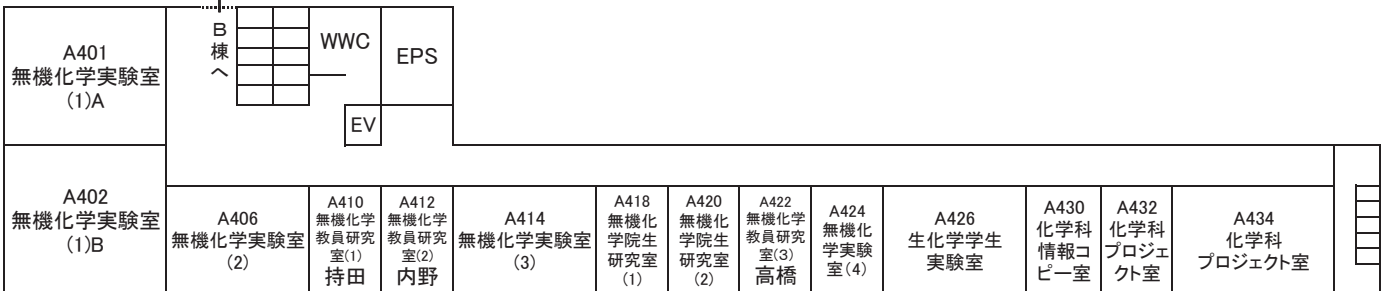 A401
無機化学実験室
(1)A
B
棟
へ
WWC
EPS
EV
A402
無機化学実験室
(1)B
A406
無機化学実験室
(2)
A410
無機化学
教員研究
室(1)
持田
A412
無機化学
教員研究
室(2)
内野
A414
無機化学実験室
(3)
A418
無機化
学院生
研究室
(1)
A420
無機化
学院生
研究室
(2)
A422
無機化学
教員研究
室(3)
高橋
A424
無機化
学実験
室(4)
A426
生化学学生
実験室
A430
化学科
情報コ
ピー室
A432
化学科
プロジェ
クト室
A434
化学科
プロジェクト室